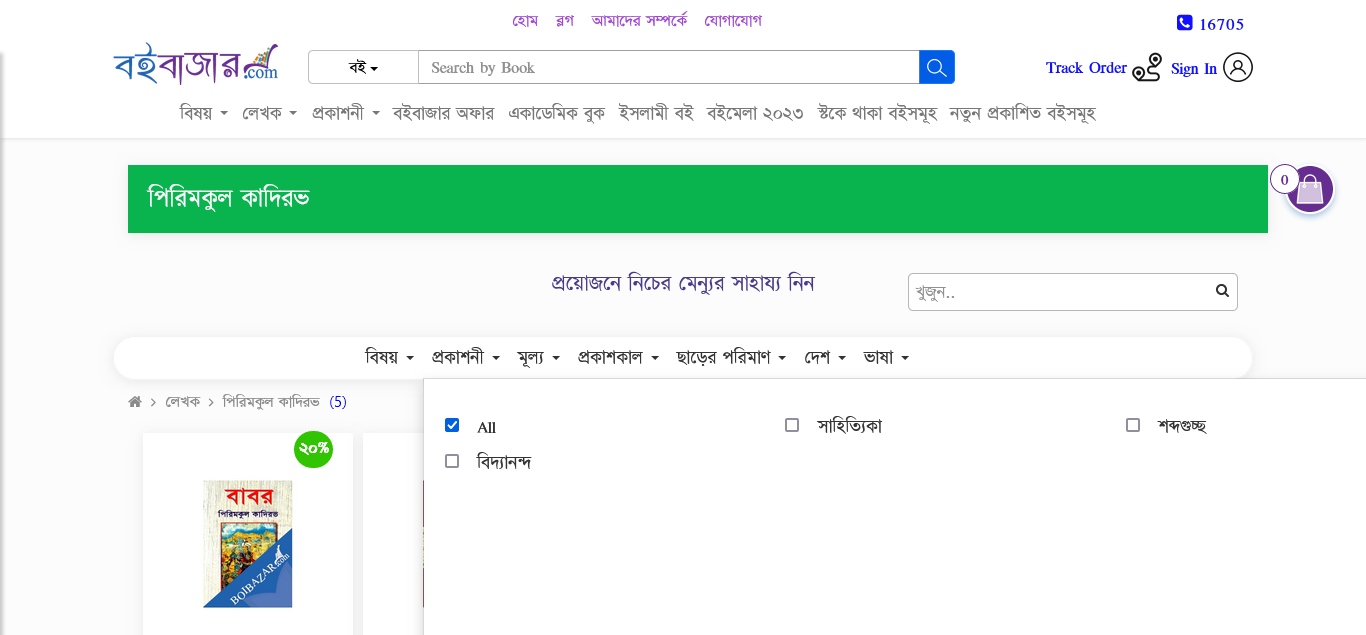 হোম ব্লগ আমাদের সম্পর্কে যোগাযোগ
16705
বইবাজার.com
বই Search by Book Track Order Sign In
বিষয় লেখক প্রকাশনী বইবাজার অফার একাডেমিক বুক ইসলামী বই বইমেলা ২০২৩ স্টকে থাকা বইসমূহ নতুন প্রকাশিত বইসমূহ
পিরিমকুল কাদিরভ
0
প্রয়োজনে নিচের মেন্যুর সাহায্য নিন
খুজুন..
বিষয় প্রকাশনী মূল্য প্রকাশকাল ছাড়ের পরিমাণ দেশ ভাষা
লেখক পিরিমকুল কাদিরভ (5)
All সাহিত্যিকা শব্দগুচ্ছ
বিদ্যানন্দ
২০%
বাবর
পিরিমকুল কাদিরভ
BOIBAZAR.com